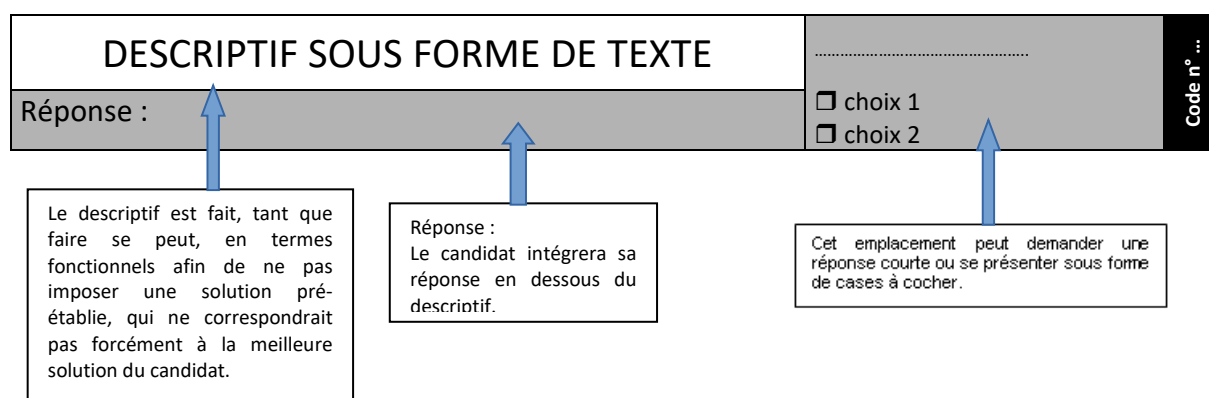 DESCRIPTIF SOUS FORME DE TEXTE
Réponse :
................................................
❒ choix 1
❒ choix 2
Code n° ...
Le descriptif est fait, tant que
faire se peut, en termes
fonctionnels afin de ne pas
imposer une solution pré-
établie, qui ne correspondrait
pas forcément à la meilleure
solution du candidat.
Réponse :
Le candidat intégrera sa
réponse en dessous du
descriptif.
Cet emplacement peut demander une
réponse courte ou se présenter sous forme
de cases à cocher.